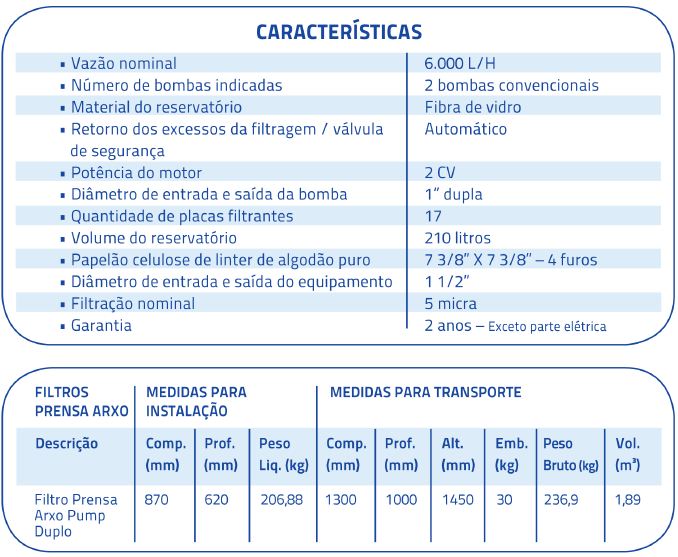 CARACTERÍSTICAS
▪ Vazão nominal 6.000 L/H
▪ Número de bombas indicadas 2 bombas convencionais
▪ Material do reservatório Fibra de vidro
▪ Retorno dos excessos da filtragem / válvula Automático
de segurança
▪ Potência do motor 2 CV
▪ Diâmetro de entrada e saída da bomba 1” dupla
▪ Quantidade de placas filtrantes 17
▪ Volume do reservatório 210 litros
▪ Papelão celulose de linter de algodão puro 7 3/8” X 7 3/8” – 4 furos
▪ Diâmetro de entrada e saída do equipamento 1 1/2”
▪ Filtração nominal 5 micra
▪ Garantia 2 anos – Exceto parte elétrica
FILTROS MEDIDAS PARA MEDIDAS PARA TRANSPORTE
PRENSA ARXO INSTALAÇÃO
Descrição Comp. Prof. Peso Comp. Prof. Alt. Emb. Peso Vol.
(mm) (mm) Liq. (kg) (mm) (mm) (mm) (kg) Bruto (kg) (m³)
Filtro Prensa 870 620 206,88 1300 1000 1450 30 236,9 1,89
Arxo Pump
Duplo